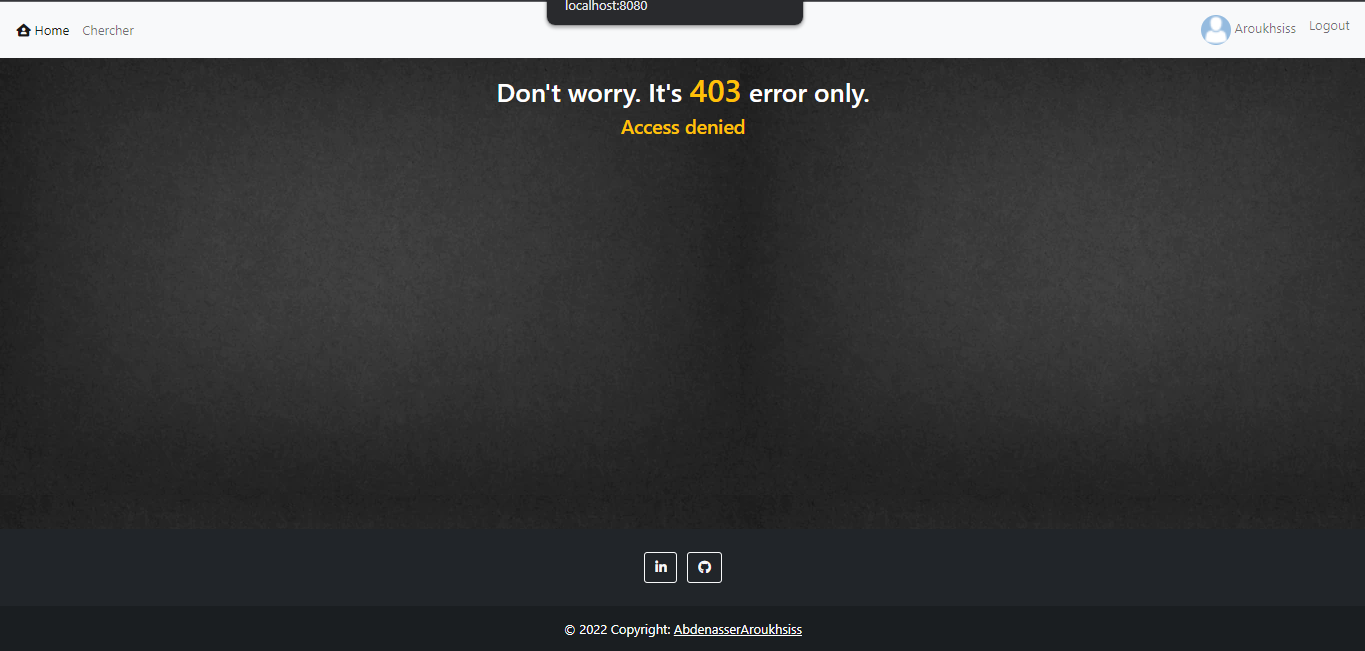 localhost:8080
Home Chercher Aroukhsiss Logout
Don't worry. It's 403 error only.
Access denied
in
© 2022 Copyright: AbdenasserAroukhsiss